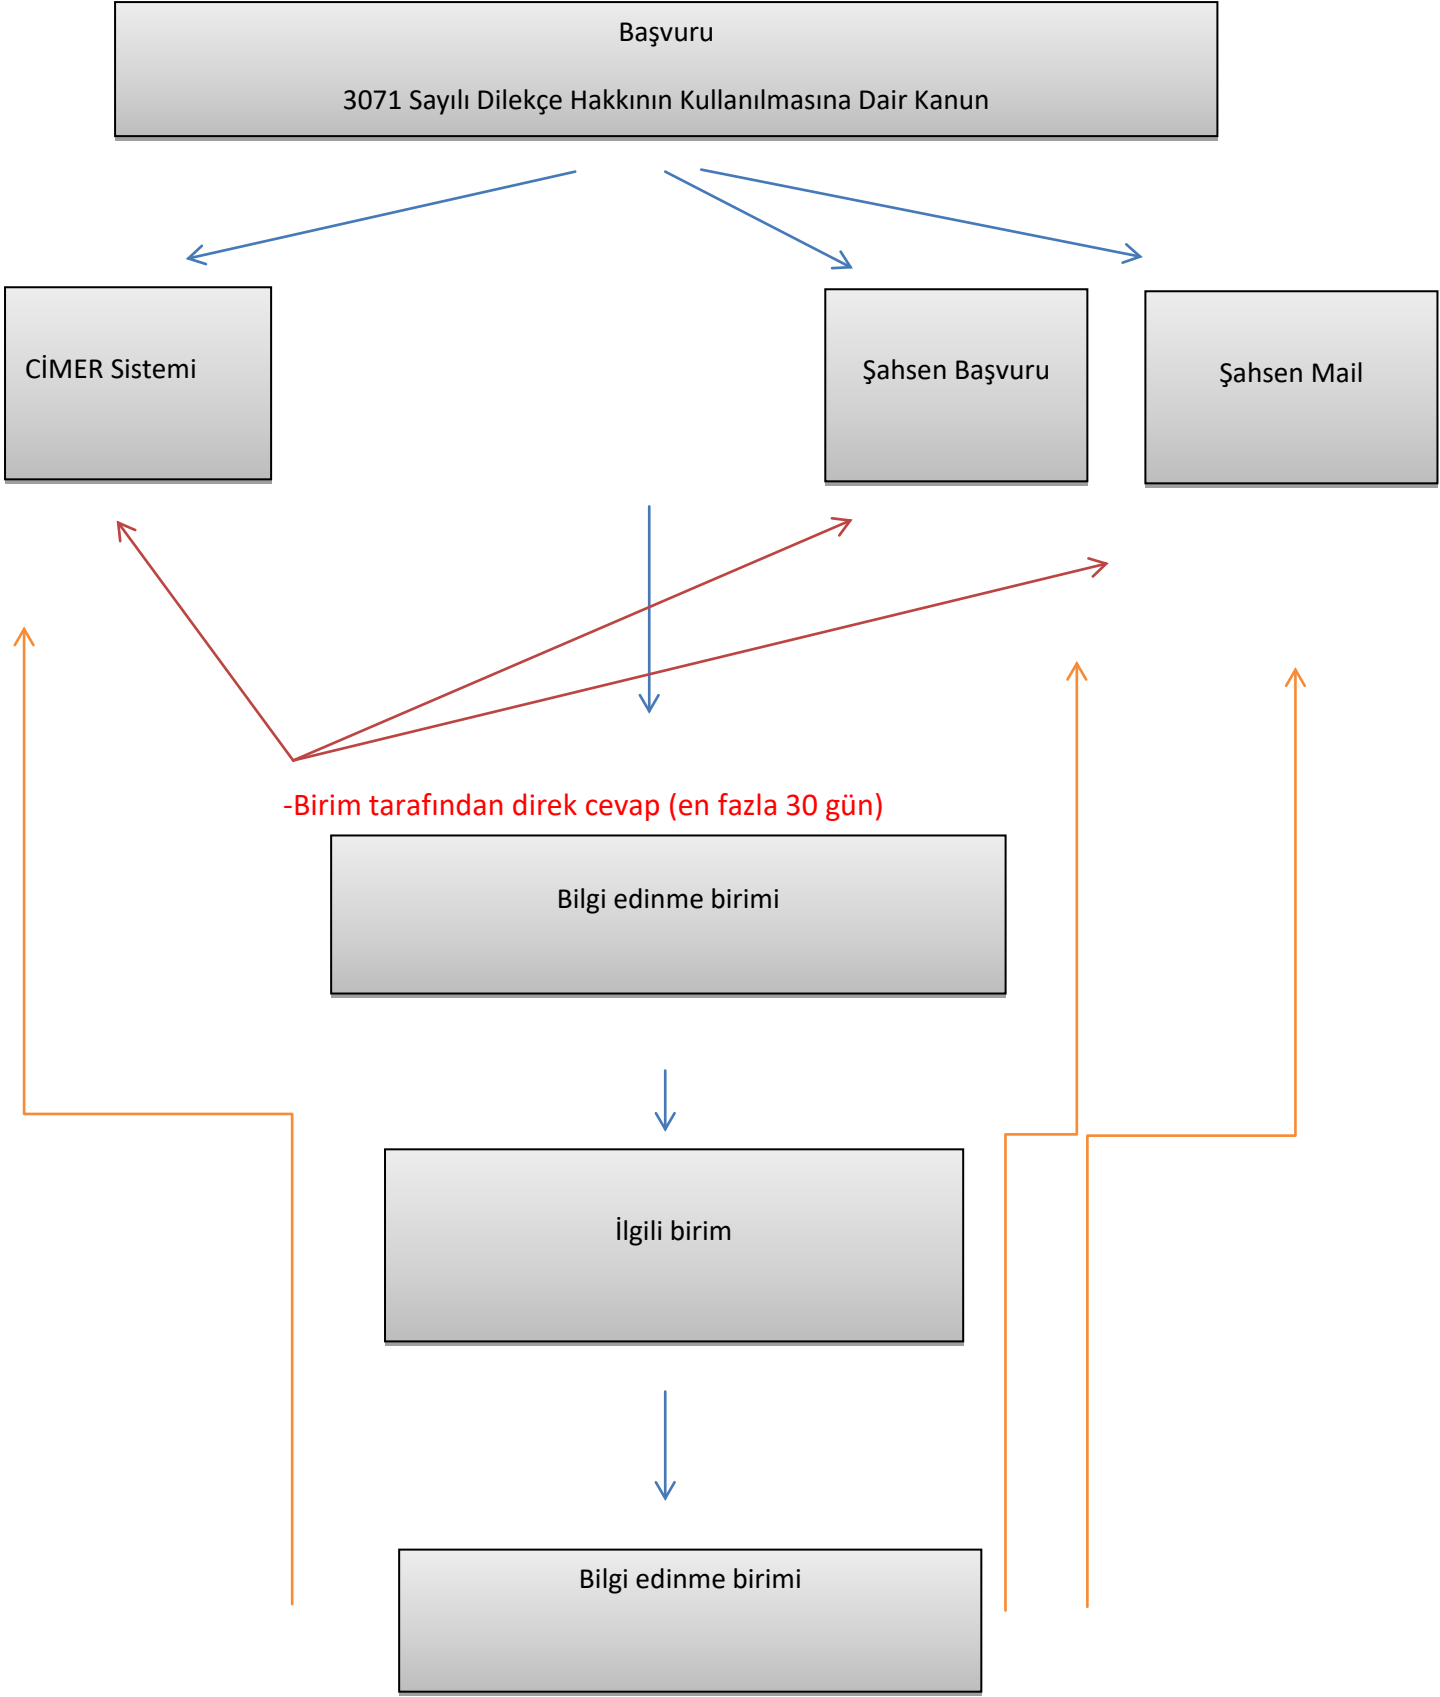 Başvuru
3071 Sayılı Dilekçe Hakkının Kullanılmasına Dair Kanun
CİMER Sistemi
Şahsen Başvuru
Şahsen Mail
-Birim tarafından direk cevap (en fazla 30 gün)
Bilgi edinme birimi
İlgili birim
Bilgi edinme birimi